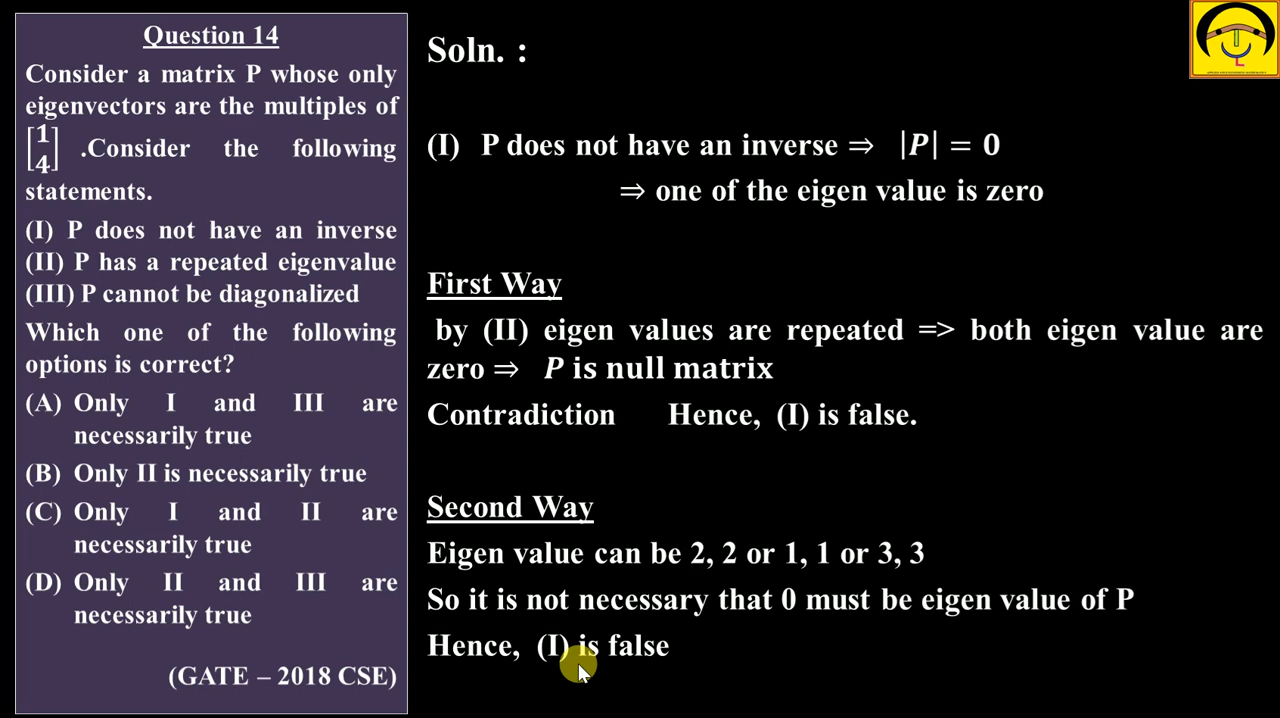 Question 14
Consider a matrix P whose only
eigenvectors are the multiples of
[1 4] .Consider the following
statements.
(I) P does not have an inverse
(II) P has a repeated eigenvalue
(III) P cannot be diagonalized
Which one of the following
options is correct?
(A) Only I and III are
necessarily true
(B) Only II is necessarily true
(C) Only I and II are
necessarily true
(D) Only II and III are
necessarily true
(GATE – 2018 CSE)
Soln. :
(I) P does not have an inverse ⇒ |P| = 0
⇒ one of the eigen value is zero
First Way
by (II) eigen values are repeated => both eigen value are
zero ⇒ P is null matrix
Contradiction Hence, (I) is false.
Second Way
Eigen value can be 2, 2 or 1, 1 or 3, 3
So it is not necessary that 0 must be eigen value of P
Hence, (I) is false